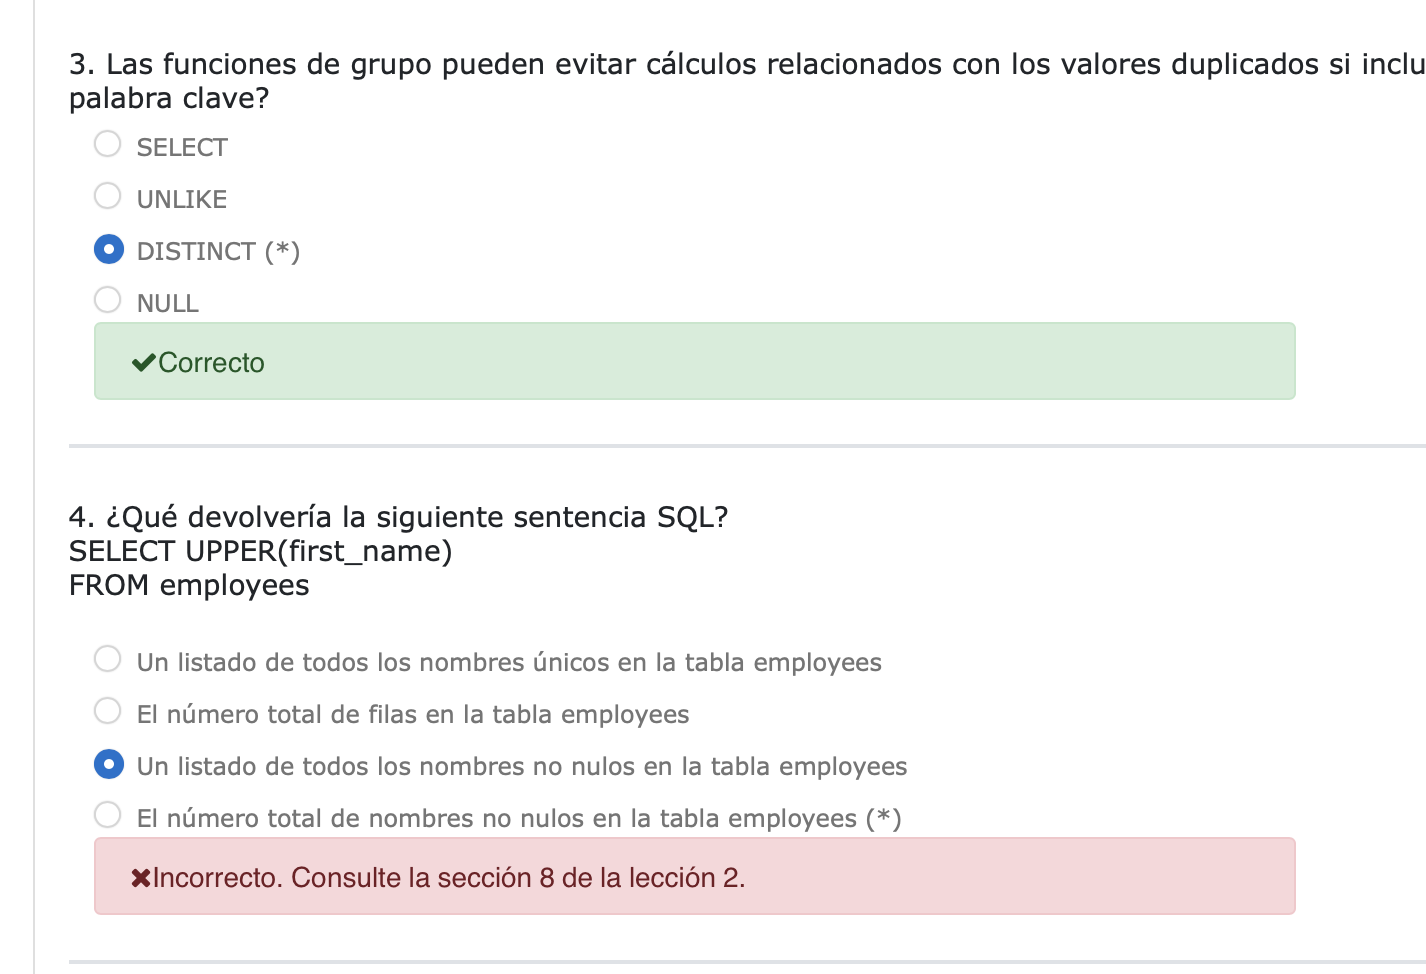 3. Las funciones de grupo pueden evitar cálculos relacionados con los valores duplicados si
palabra clave?
SELECT
UNLIKE
DISTINCT (*)
NULL
✔Correcto
4. ¿Qué devolvería la siguiente sentencia SQL?
SELECT UPPER(first_name)
FROM employees
Un listado de todos los nombres únicos en la tabla employees
El número total de filas en la tabla employees
Un listado de todos los nombres no nulos en la tabla employees
El número total de nombres no nulos en la tabla employees (*)
✖Incorrecto. Consulte la sección 8 de la lección 2.